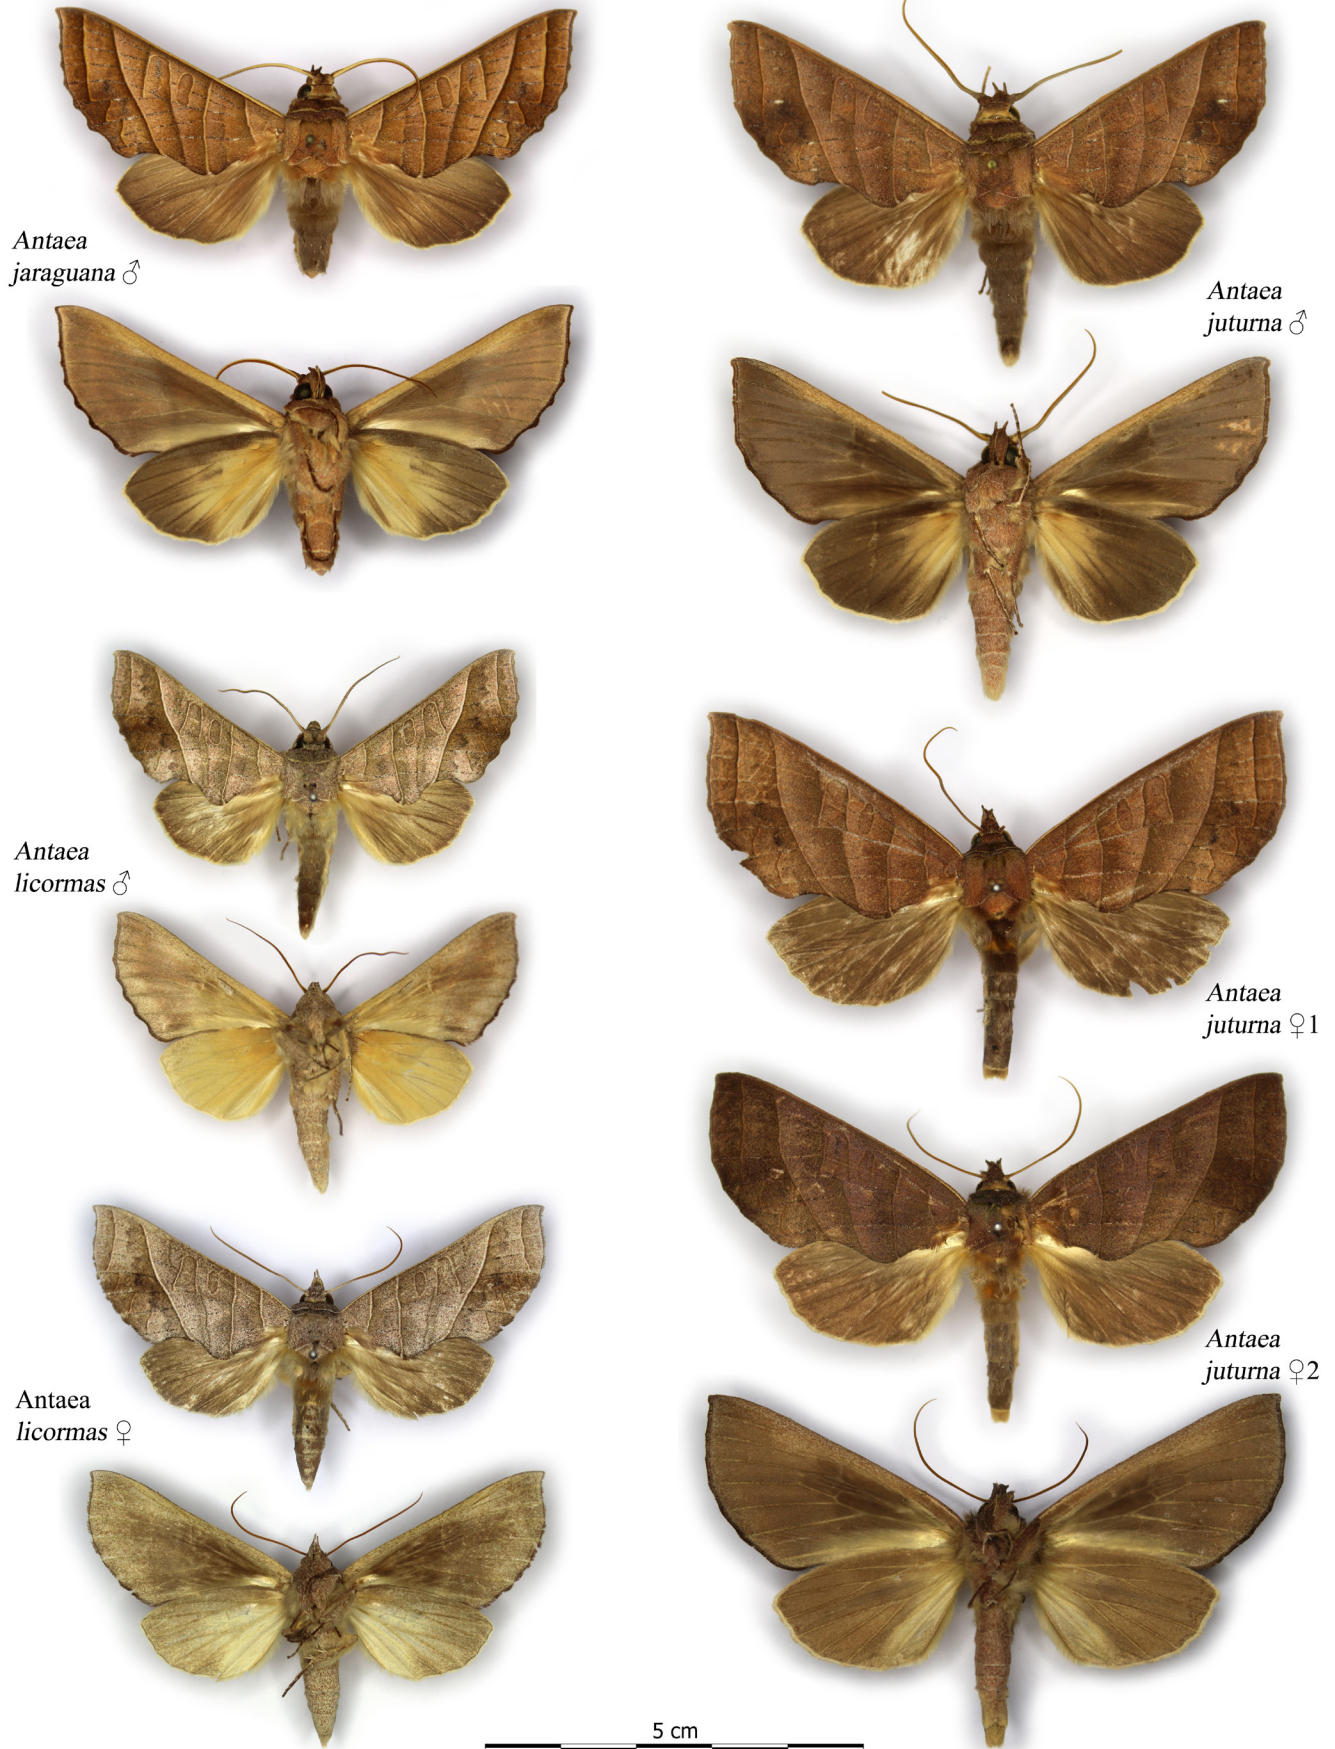 Antaea
jaraguana ♂
Antaea
juturna ♂
Antaea
licormas ♂
Antaea
juturna ♀1
Antaea
juturna ♀2
Antaea
licormas ♀
5 cm